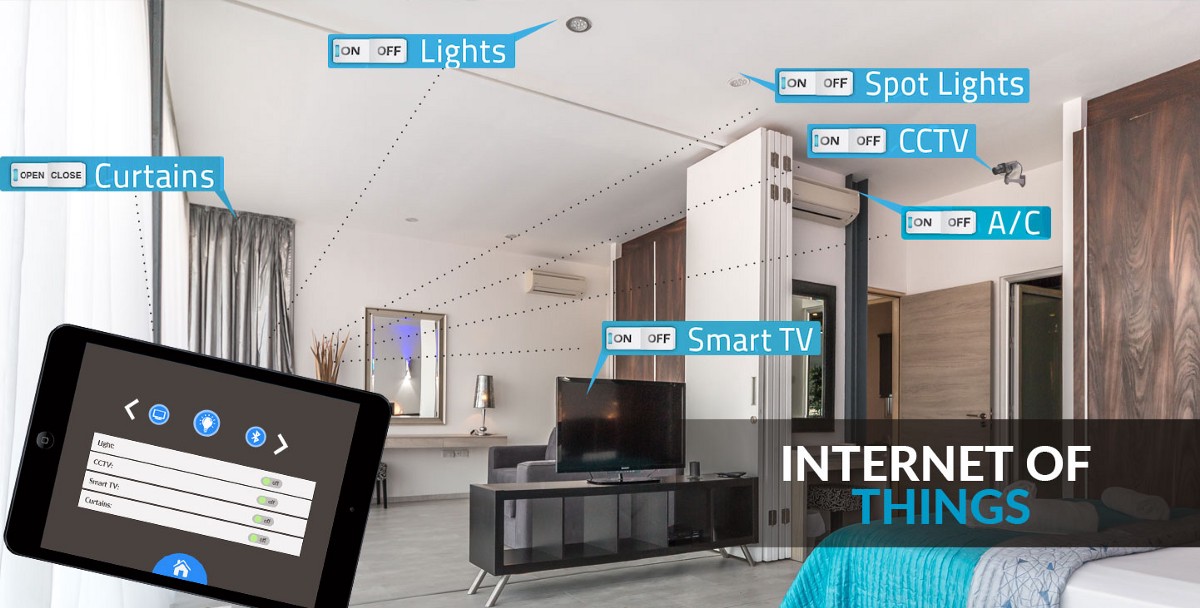 ON OFF Lights
ON OFF Spot Lights
ON OFF CCTV
OPEN CLOSE Curtains
ON OFF A/C
ON OFF Smart TV
Light:
off
CCTV:
off
Smart TV:
off
Curtains:
off
INTERNET OF
THINGS